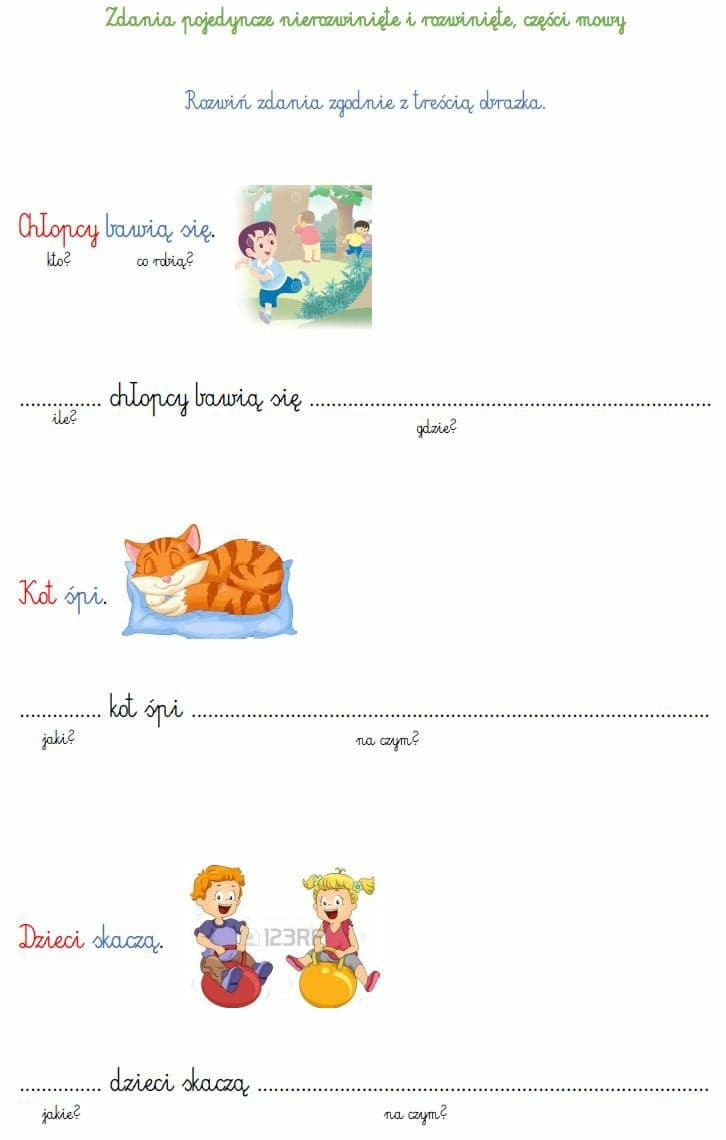 Zdania pojedyncze nierozwinięte i rozwinięte, części mowy
Rozwiń zdania zgodnie z treścią obrazka.
Chłopcy bawią się.
kto? co robią?
.............. chłopcy bawią się ......................................................................
ile? gdzie?
Kot śpi.
.............. kot śpi ..........................................................................................
jaki? na czym?
Dzieci skaczą.
123RF
.............. dzieci skaczą ..............................................................................
jakie? na czym?